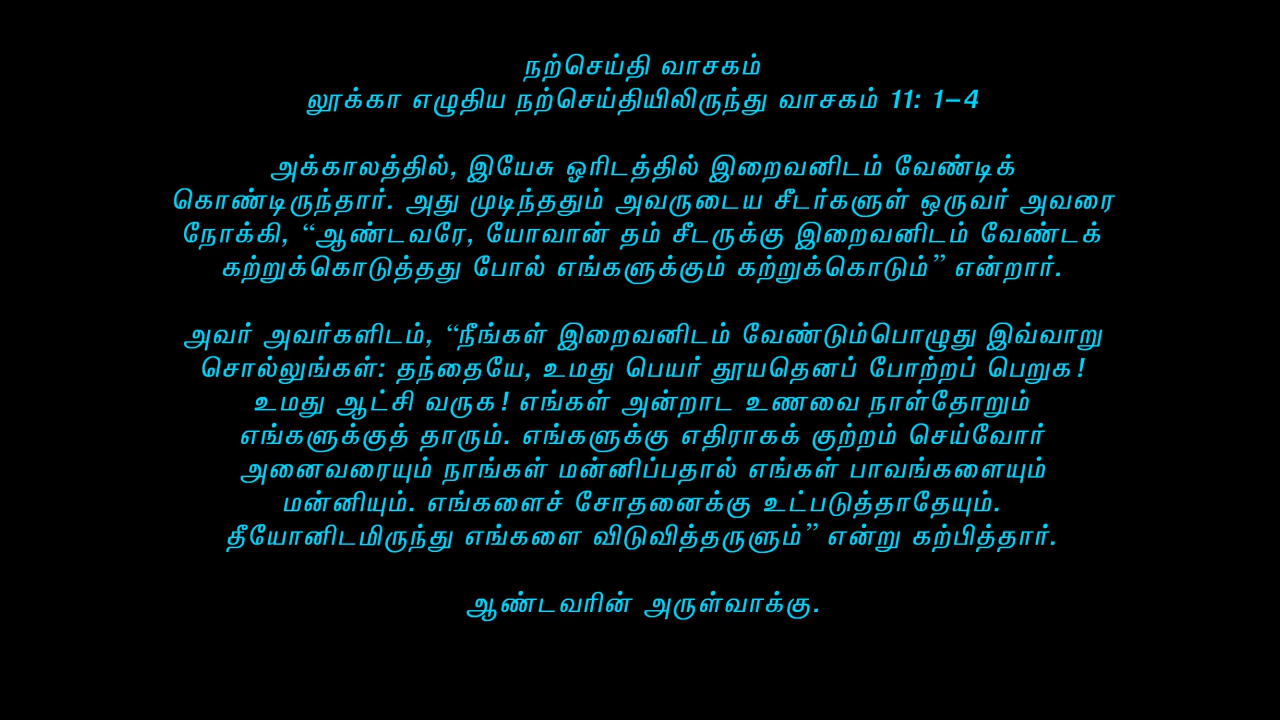 நற்செய்தி வாசகம்
லூக்கா எழுதிய நற்செய்தியிலிருந்து வாசகம் 11: 1-4
அக்காலத்தில், இயேசு ஓரிடத்தில் இறைவனிடம் வேண்டிக்
கொண்டிருந்தார். அது முடிந்ததும் அவருடைய சீடர்களுள் ஒருவர் அவரை
நோக்கி, “ஆண்டவரே, யோவான் தம் சீடருக்கு இறைவனிடம் வேண்டக்
கற்றுக்கொடுத்தது போல் எங்களுக்கும் கற்றுக்கொடும்” என்றார்.
அவர் அவர்களிடம், “நீங்கள் இறைவனிடம் வேண்டும்பொழுது இவ்வாறு
சொல்லுங்கள்: தந்தையே, உமது பெயர் தூயதெனப் போற்றப் பெறுக!
உமது ஆட்சி வருக! எங்கள் அன்றாட உணவை நாள்தோறும்
எங்களுக்குத் தாரும். எங்களுக்கு எதிராகக் குற்றம் செய்வோர்
அனைவரையும் நாங்கள் மன்னிப்பதால் எங்கள் பாவங்களையும்
மன்னியும். எங்களைச் சோதனைக்கு உட்படுத்தாதேயும்.
தீயோனிடமிருந்து எங்களை விடுவித்தருளும்” என்று கற்பித்தார்.
ஆண்டவரின் அருள்வாக்கு.